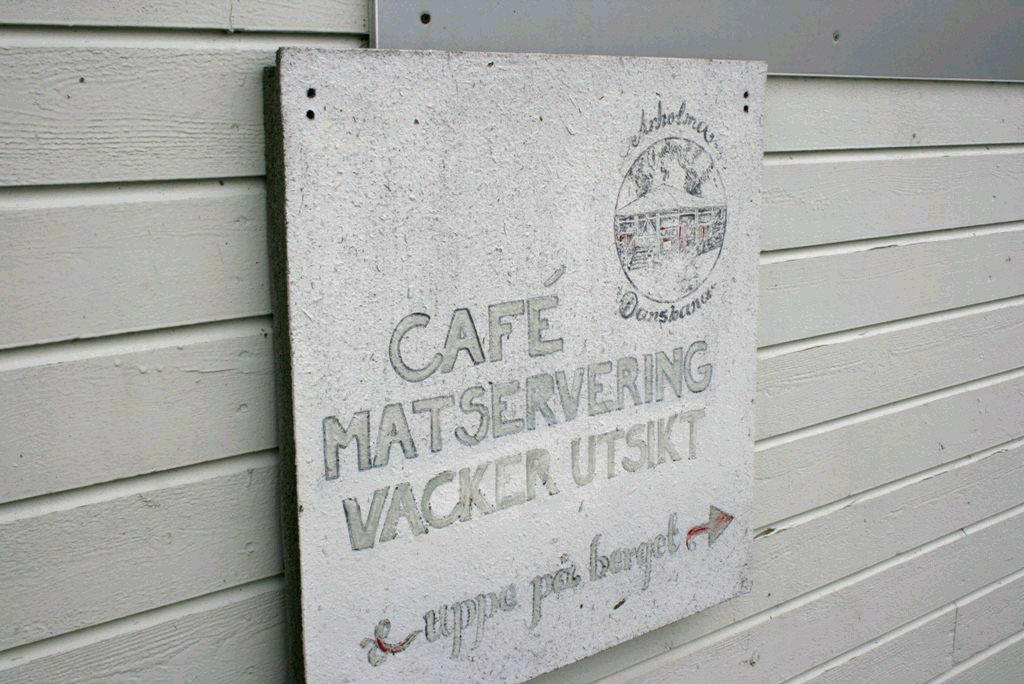 Arholma
Dansbana
CAFÉ
MATSERVERING
VACKER UTSIKT
uppe på berget